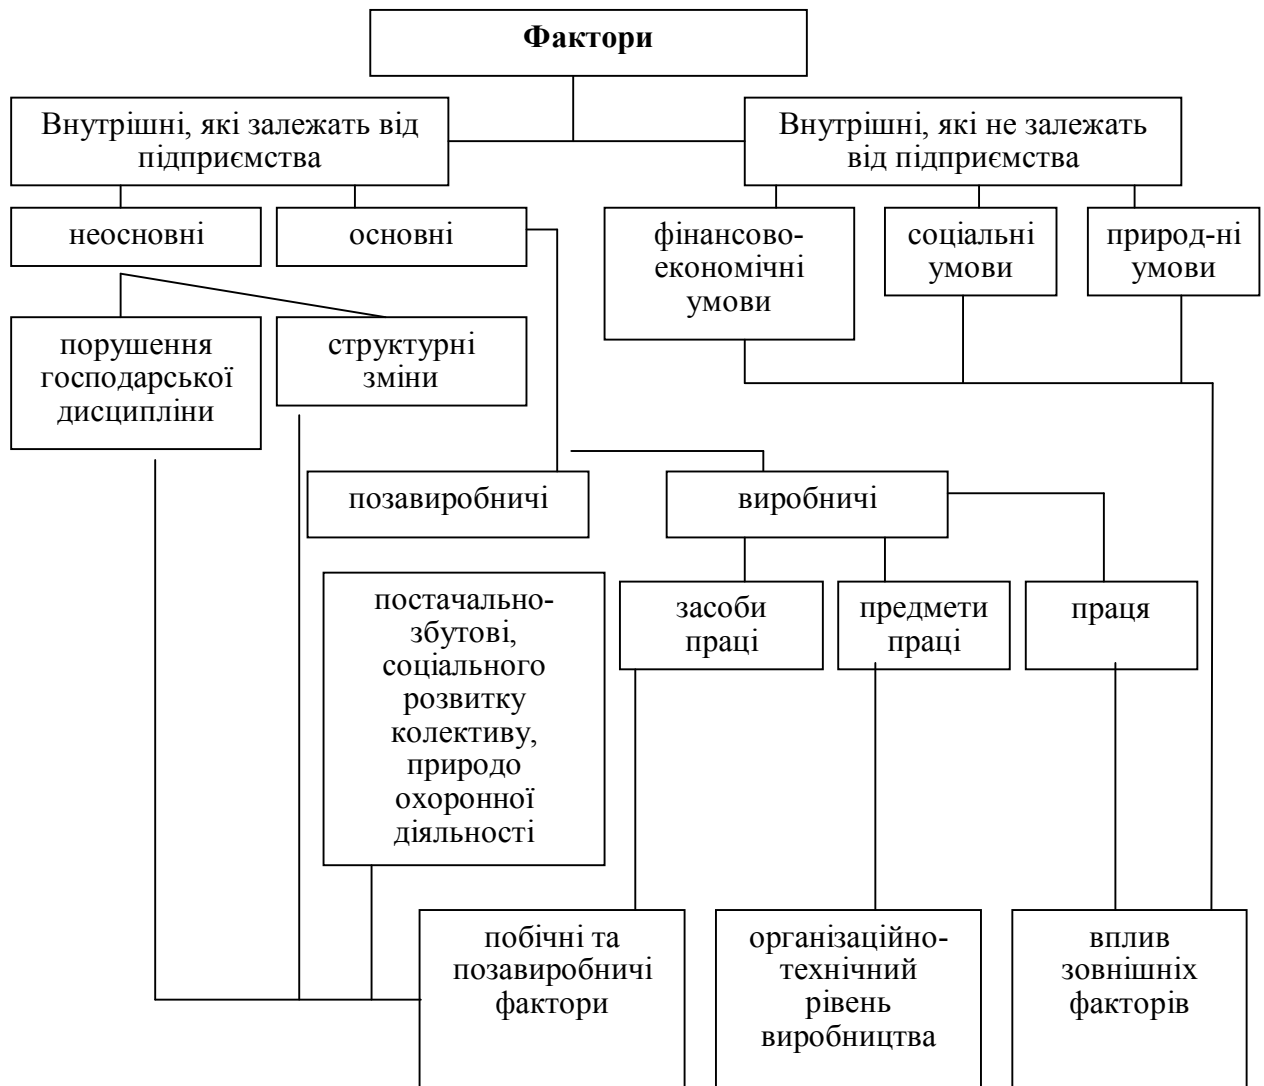 Фактори
Внутрішні, які залежать від
підприємства
Внутрішні, які не залежать
від підприємства
неосновні
основні
фінансово-
економічні
умови
соціальні
умови
природ-ні
умови
порушення
господарської
дисципліни
структурні
зміни
позавиробничі
виробничі
постачально-
збутові,
соціального
розвитку
колективу,
природо
охоронної
діяльності
засоби
праці
предмети
праці
праця
побічні та
позавиробничі
фактори
організаційно-
технічний
рівень
виробництва
вплив
зовнішніх
факторів